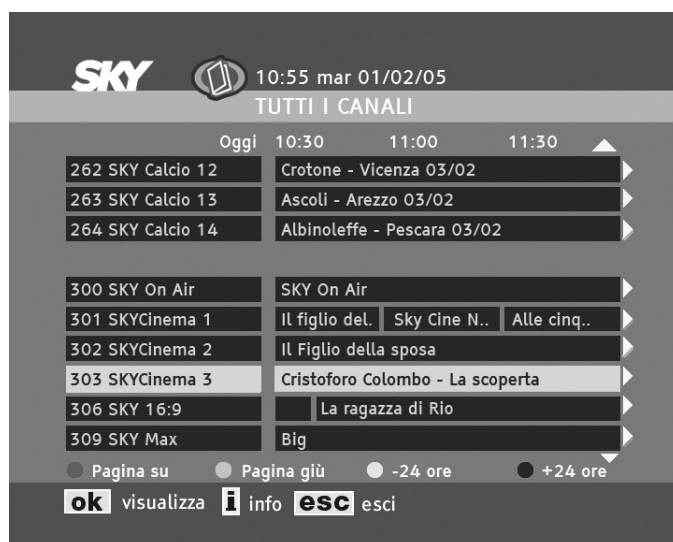 SKY 10:55 mar 01/02/05
TUTTI I CANALI
Oggi 10:30 11:00 11:30
262 SKY Calcio 12 Crotone - Vicenza 03/02
263 SKY Calcio 13 Ascoli - Arezzo 03/02
264 SKY Calcio 14 Albinoleffe - Pescara 03/02
300 SKY On Air SKY On Air
301 SKYCinema 1 Il figlio del. Sky Cine N.. Alle cinq..
302 SKYCinema 2 Il Figlio della sposa
303 SKYCinema 3 Cristoforo Colombo - La scoperta
306 SKY 16:9 La ragazza di Rio
309 SKY Max Big
Pagina su Pagina giù -24 ore +24 ore
ok visualizza i info esc esci